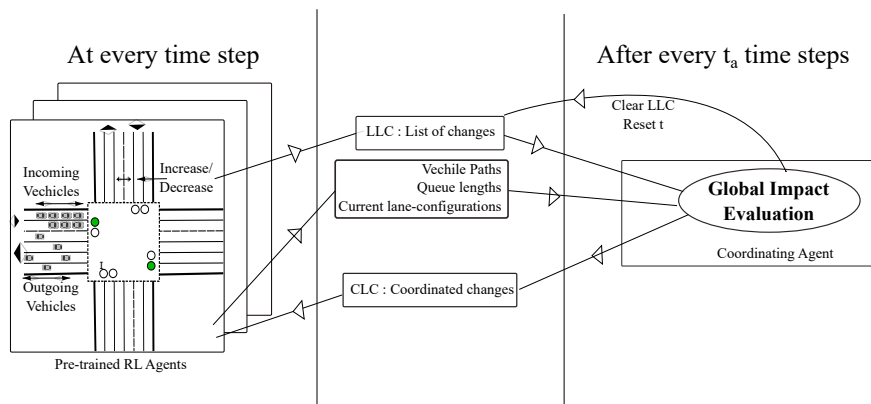 At every time step
After every tₐ time steps
Incoming
Vechicles
Increase/
Decrease
Outgoing
Vehicles
Pre-trained RL Agents
LLC : List of changes
Vechile Paths
Queue lengths
Current lane-configurations
CLC : Coordinated changes
Clear LLC
Reset t
Global Impact
Evaluation
Coordinating Agent